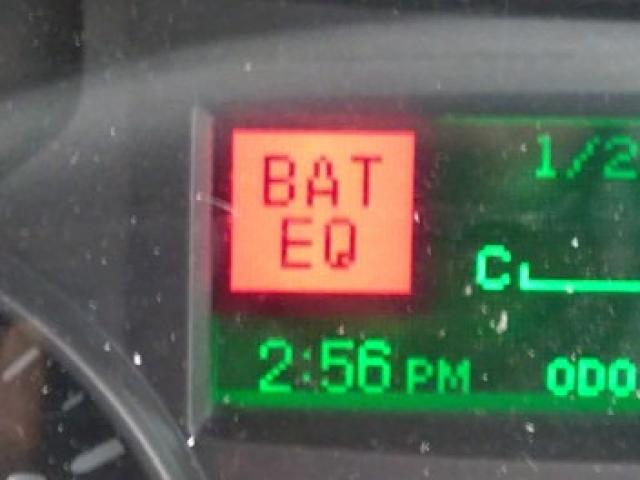 BAT
EQ
1/2
C
2:56 PM
ODO